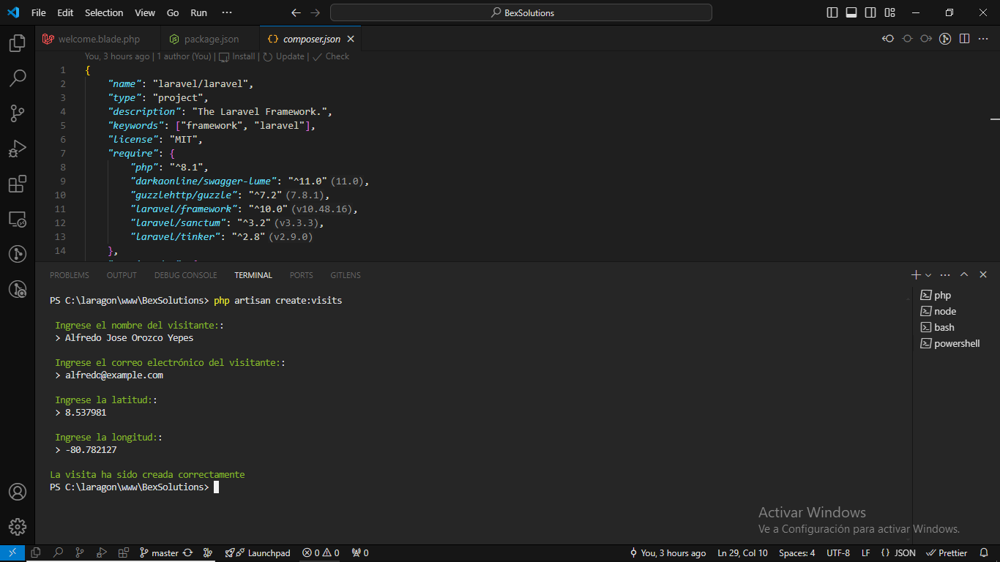 File Edit Selection View Go Run ··· BexSolutions
welcome.blade.php package.json composer.json
You, 3 hours ago | 1 author (You) | Install | Update | Check
1 {
2 "name": "laravel/laravel",
3 "type": "project",
4 "description": "The Laravel Framework.",
5 "keywords": ["framework", "laravel"],
6 "license": "MIT",
7 "require": {
8 "php": "^8.1",
9 "darkaonline/swagger-lume": "^11.0" (11.0),
10 "guzzlehttp/guzzle": "^7.2" (7.8.1),
11 "laravel/framework": "^10.0" (v10.48.16),
12 "laravel/sanctum": "^3.2" (v3.3.3),
13 "laravel/tinker": "^2.8" (v2.9.0)
14 },
PROBLEMS OUTPUT DEBUG CONSOLE TERMINAL PORTS GITLENS
PS C:\laragon\www\BexSolutions> php artisan create:visits
Ingrese el nombre del visitante::
> Alfredo Jose Orozco Yepes
Ingrese el correo electrónico del visitante::
> alfredo@example.com
Ingrese la latitud::
> 8.537981
Ingrese la longitud::
> -80.782127
La visita ha sido creada correctamente
PS C:\laragon\www\BexSolutions>
php
node
bash
powershell
Activar Windows
Ve a Configuración para activar Windows.
master Launchpad 0 0 0 You, 3 hours ago Ln 29, Col 10 Spaces: 4 UTF-8 LF {} JSON Prettier